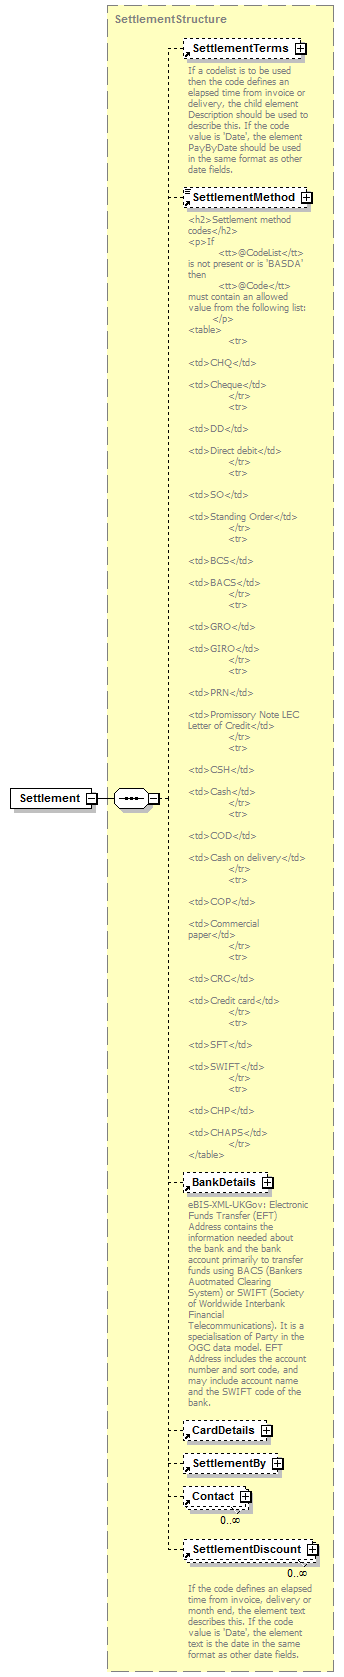 SettlementStructure
SettlementTerms
If a codelist is to be used
then the code defines an
elapsed time from invoice or
delivery, the child element
Description should be used to
describe this. If the code
value is 'Date', the element
PayByDate should be used
in the same format as other
date fields.
SettlementMethod
<h2>Settlement method
codes</h2>
<p>If
<tt>@CodeList</tt>
is not present or is 'BASDA'
then
<tt>@Code</tt>
must contain an allowed
value from the following list:
</p>
<table>
<tr>
<td>CHQ</td>
<td>Cheque</td>
</tr>
<tr>
<td>DD</td>
<td>Direct debit</td>
</tr>
<tr>
<td>SO</td>
<td>Standing Order</td>
</tr>
<tr>
<td>BCS</td>
<td>BACS</td>
</tr>
<tr>
<td>GRO</td>
<td>GIRO</td>
</tr>
<tr>
<td>PRN</td>
<td>Promissory Note LEC
Letter of Credit</td>
</tr>
<tr>
<td>CSH</td>
<td>Cash</td>
</tr>
<tr>
Settlement
<td>COD</td>
<td>Cash on delivery</td>
</tr>
<tr>
<td>COP</td>
<td>Commercial
paper</td>
</tr>
<tr>
<td>CRC</td>
<td>Credit card</td>
</tr>
<tr>
<td>SFT</td>
<td>SWIFT</td>
</tr>
<tr>
<td>CHP</td>
<td>CHAPS</td>
</tr>
</table>
BankDetails
eBIS-XML-UKGov: Electronic
Funds Transfer (EFT)
Address contains the
information needed about
the bank and the bank
account primarily to transfer
funds using BACS (Bankers
Auotmated Clearing
System) or SWIFT (Society
of Worldwide Interbank
Financial
Telecommunications). It is a
specialisation of Party in the
OGC data model. EFT
Address includes the account
number and sort code, and
may include account name
and the SWIFT code of the
bank.
CardDetails
SettlementBy
Contact
0..∞
SettlementDiscount
0..∞
If the code defines an elapsed
time from invoice, delivery or
month end, the element text
describes this. If the code
value is 'Date', the element
text is the date in the same
format as other date fields.